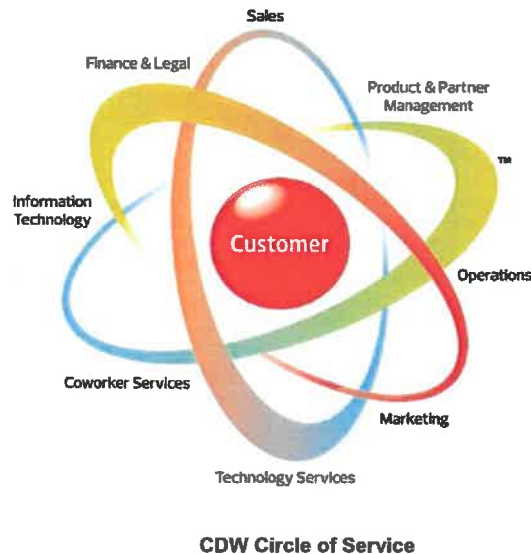 Sales
Finance & Legal
Product & Partner
Management
TM
Information
Technology
Customer
Operations
Coworker Services
Marketing
Technology Services
CDW Circle of Service